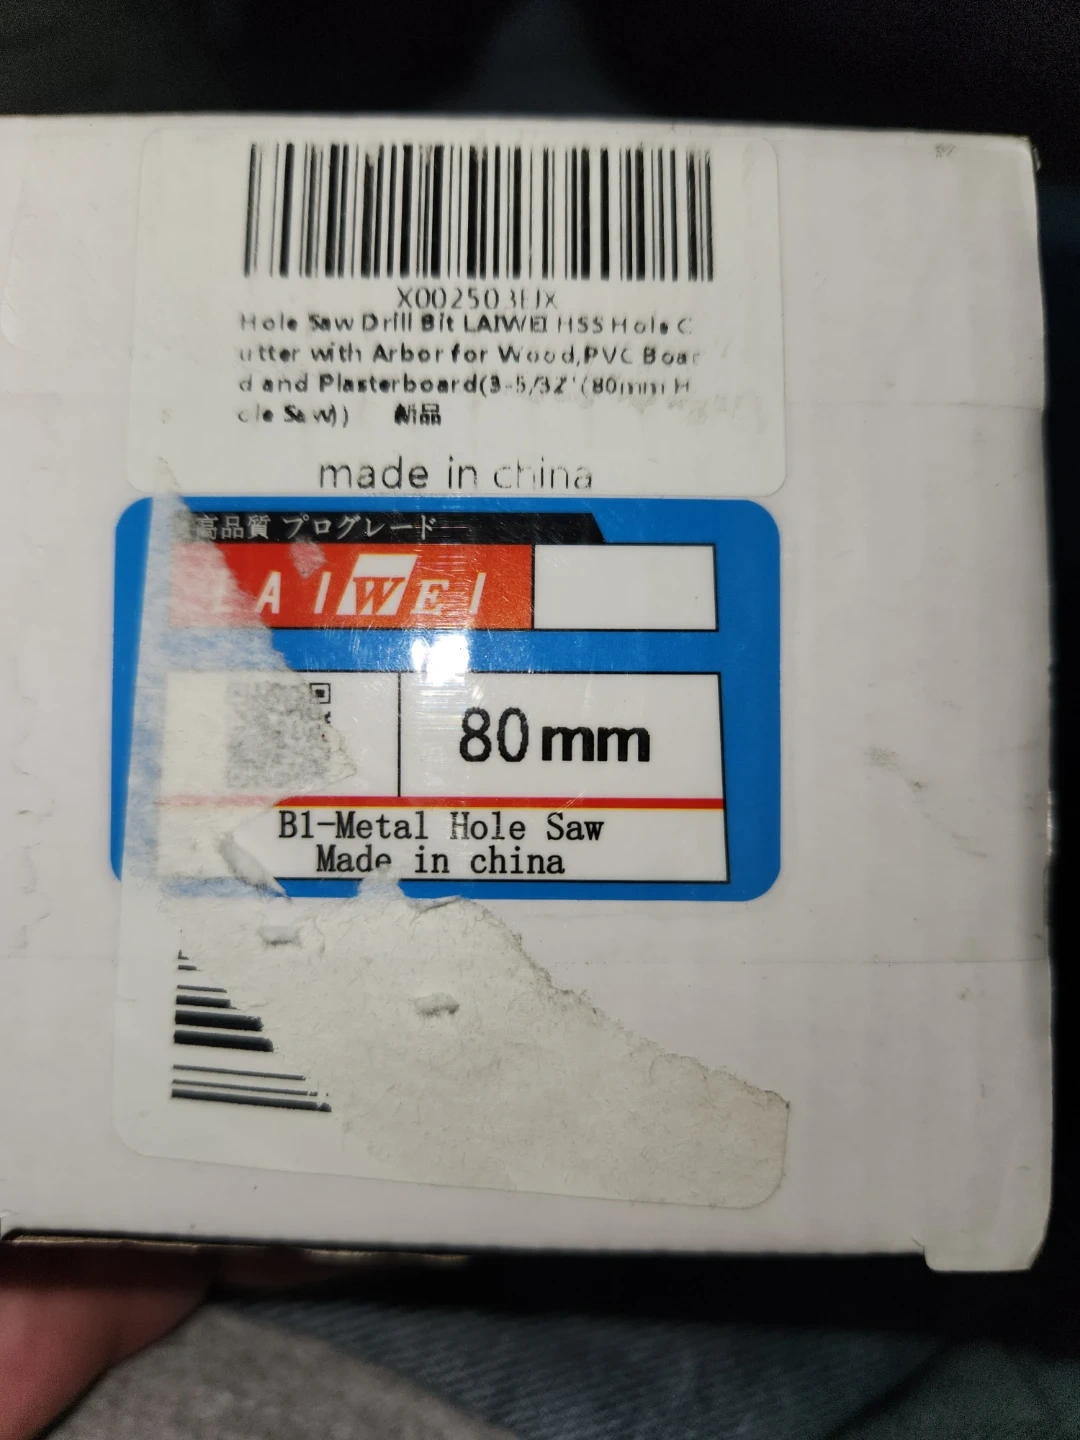 Hole Saw Drill Bit LAIWEI HSS Hole C
utter with Arbor for Wood,PVC Boar
d and Plasterboard(3-5/32"(80mm H
ole Saw)) 新品
made in china
高品質 プログレード
LAIWEI
80mm
B1-Metal Hole Saw
Made in china